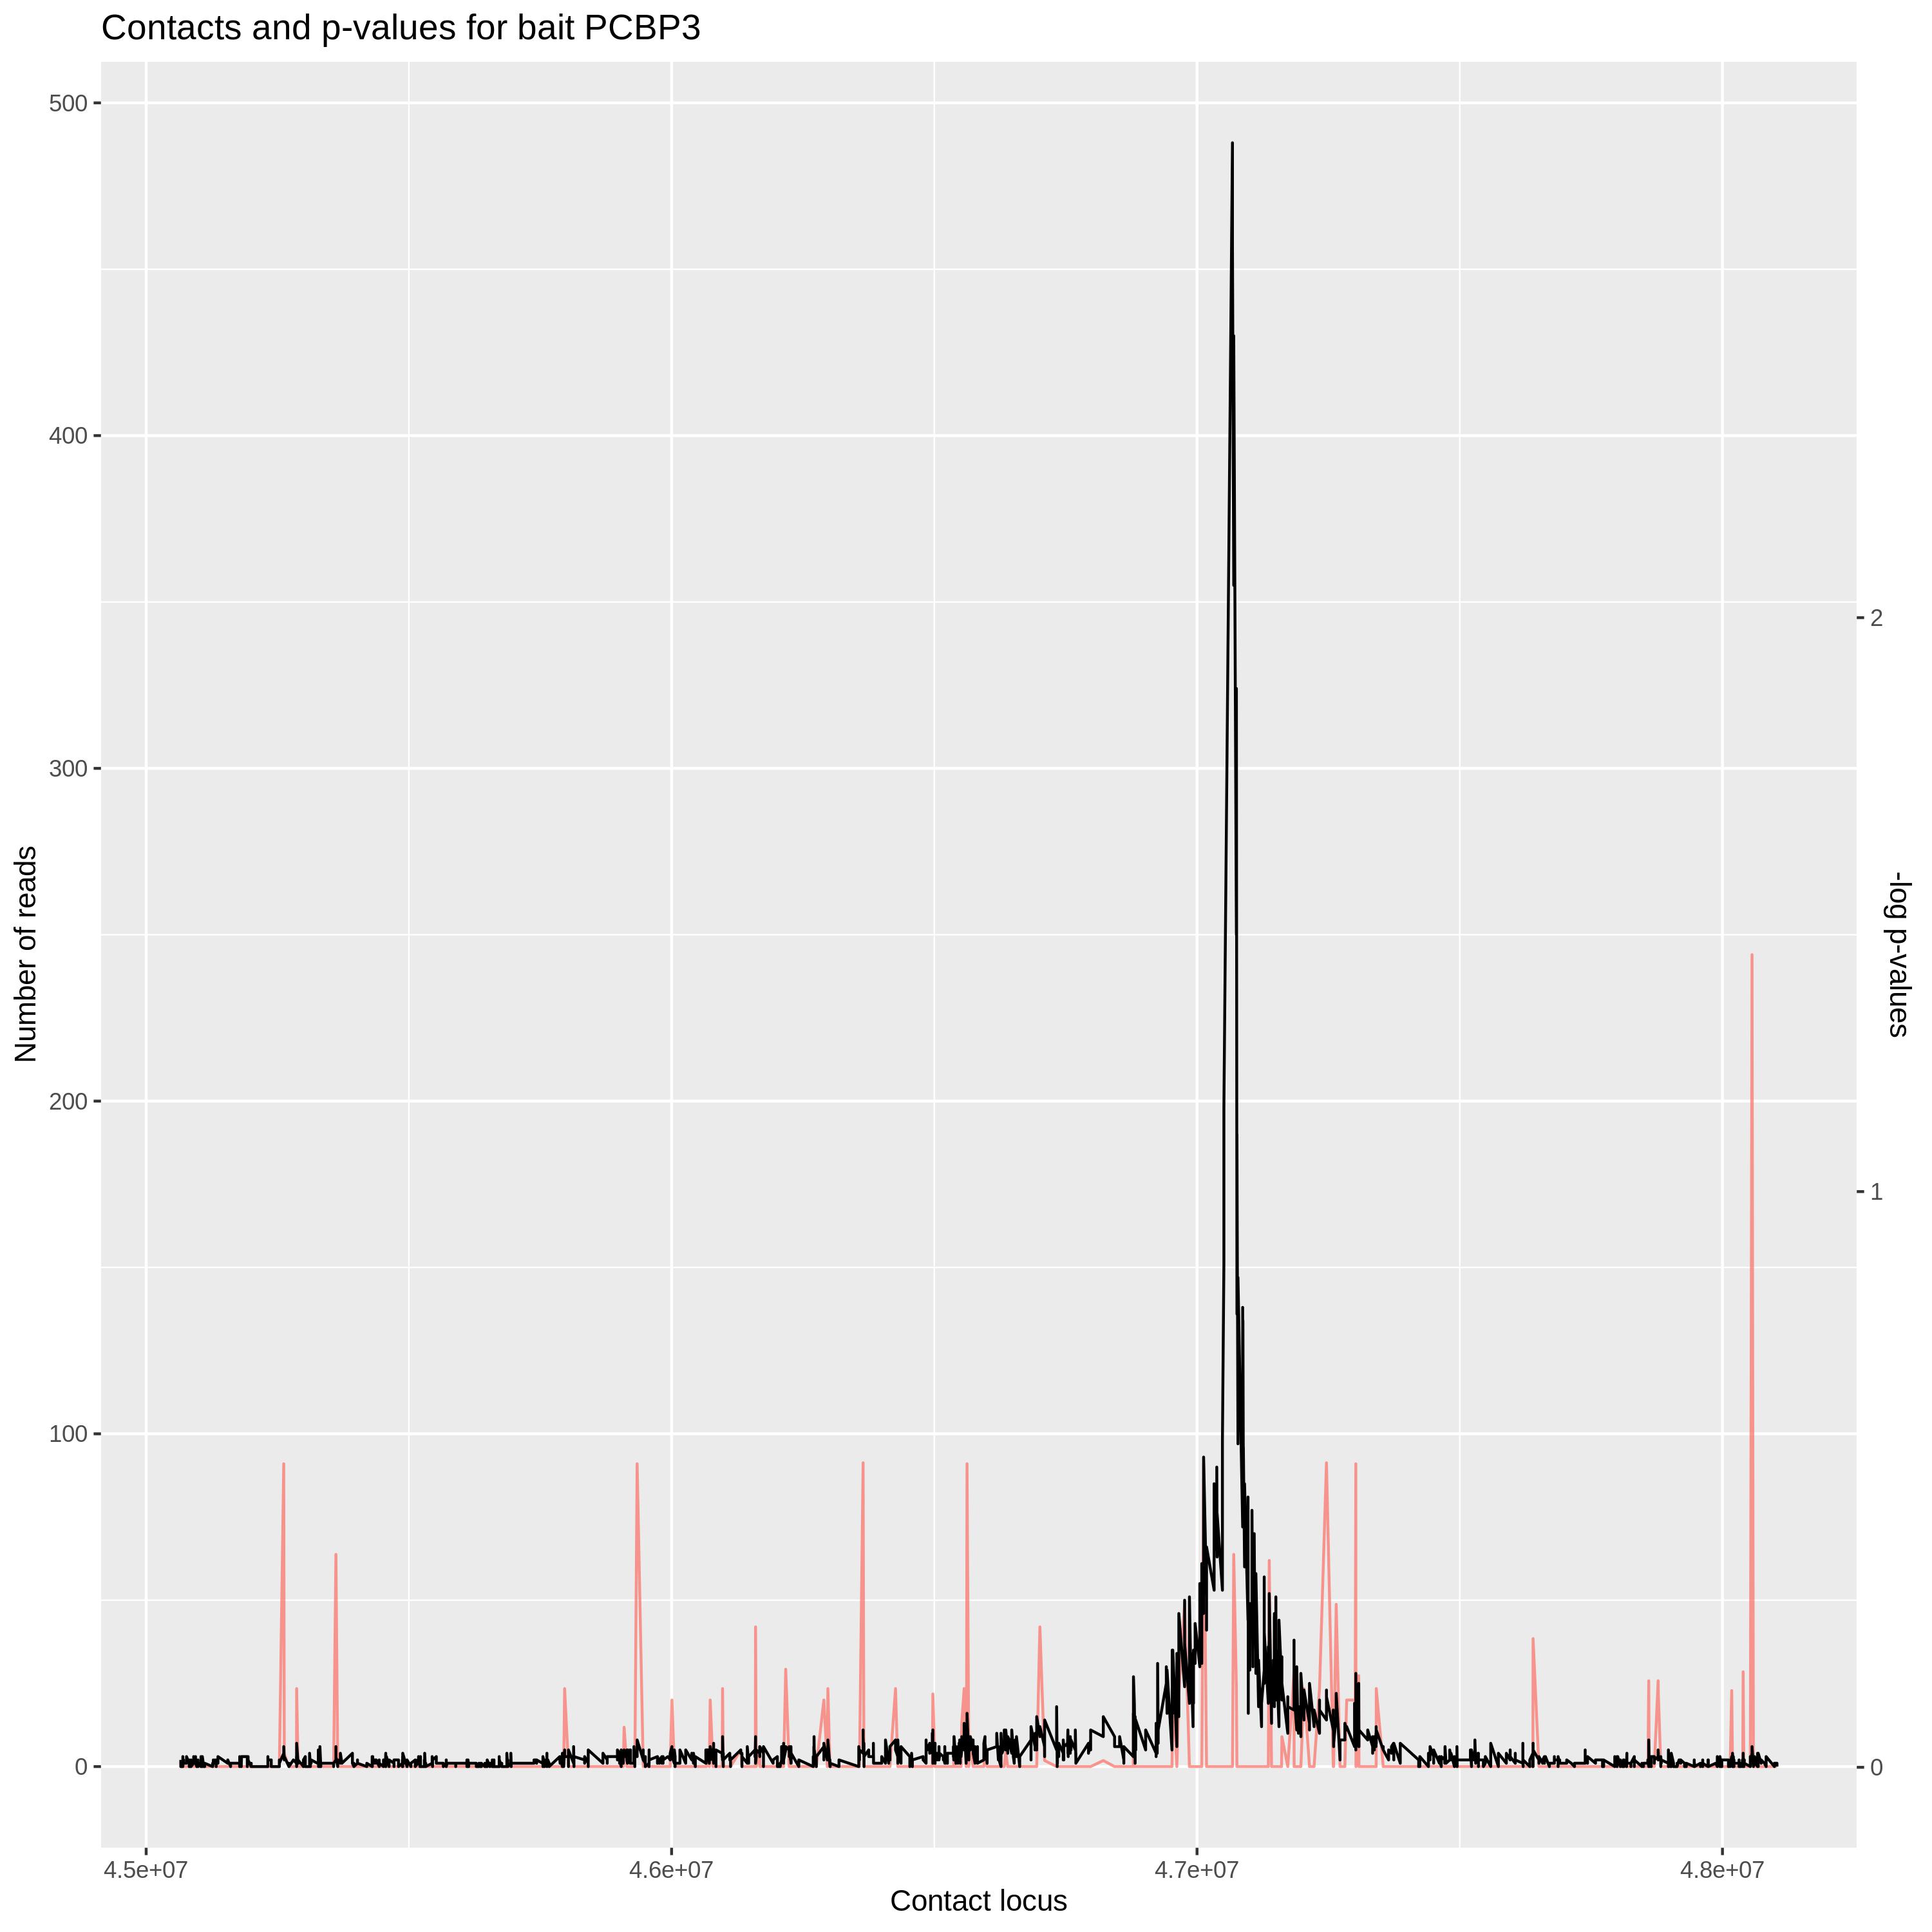 Contacts and p-values for bait PCBP3
500
400
300
200
100
0
Number of reads
2
1
0
-log p-values
4.5e+07
4.6e+07
4.7e+07
4.8e+07
Contact locus